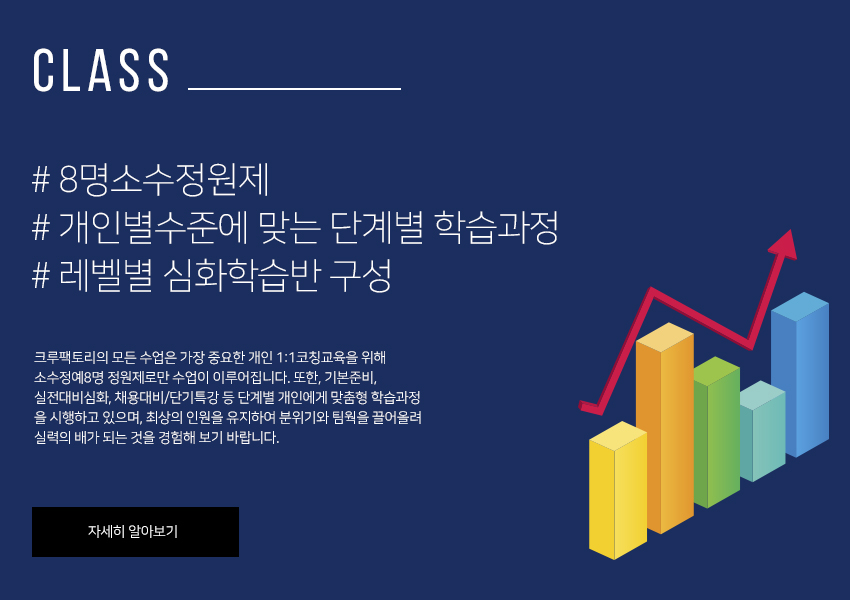 CLASS
# 8명소수정원제
# 개인별수준에 맞는 단계별 학습과정
# 레벨별 심화학습반 구성
크루팩토리의 모든 수업은 가장 중요한 개인 1:1코칭교육을 위해
소수정예8명 정원제로만 수업이 이루어집니다. 또한, 기본준비,
실전대비심화, 채용대비/단기특강 등 단계별 개인에게 맞춤형 학습과정
을 시행하고 있으며, 최상의 인원을 유지하여 분위기와 팀웍을 끌어올려
실력의 배가 되는 것을 경험해 보기 바랍니다.
자세히 알아보기